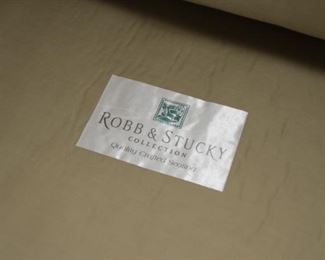 ROBB & STUCKY
COLLECTION
Quality Crafted Seating